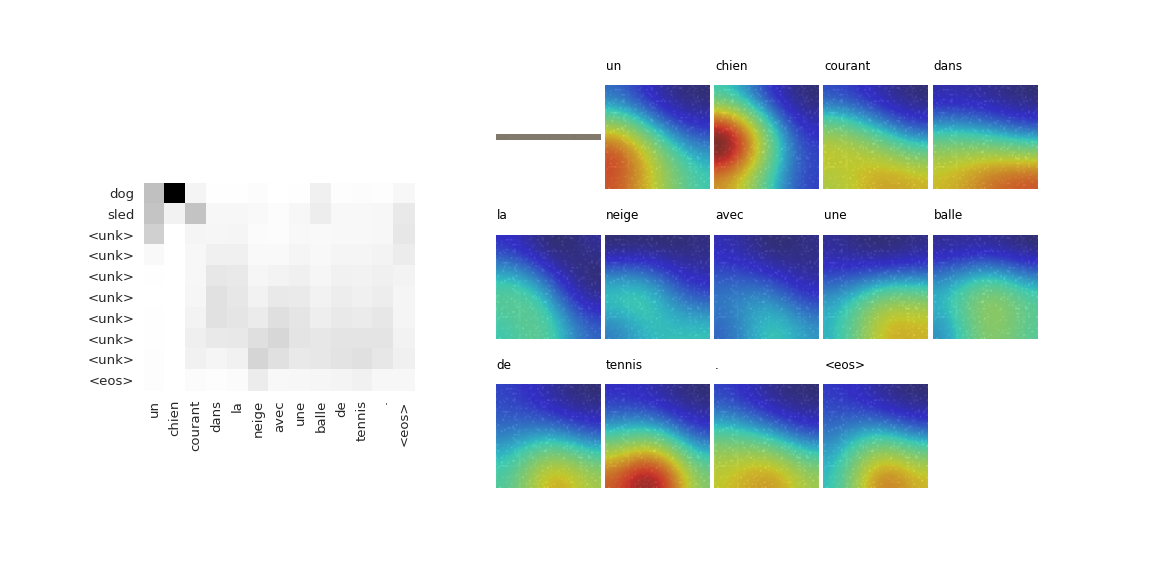 un chien courant dans
dog
sled
<unk>
<unk>
<unk>
<unk>
<unk>
<unk>
<unk>
<eos>
un chien courant dans la neige avec une balle de tennis . <eos>
la neige avec une balle
de tennis . <eos>